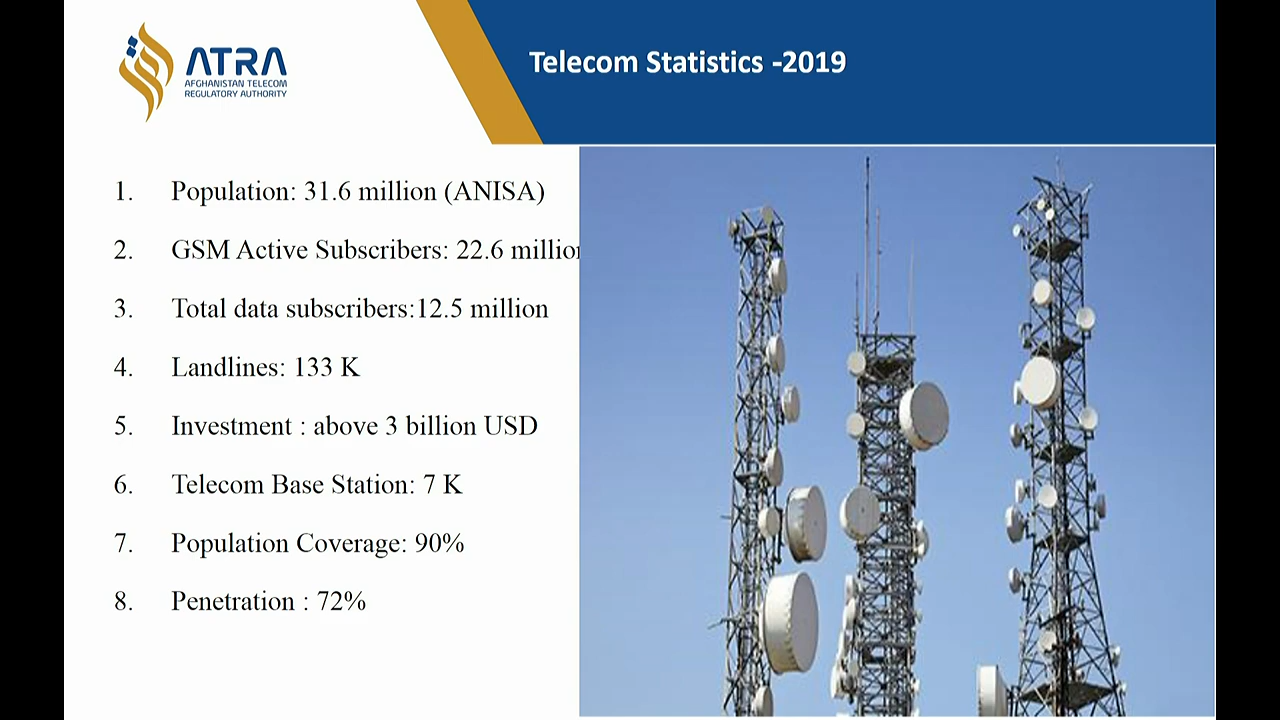 ATRA
AFGHANISTAN TELECOM
REGULATORY AUTHORITY
Telecom Statistics -2019
1. Population: 31.6 million (ANISA)
2. GSM Active Subscribers: 22.6 million
3. Total data subscribers:12.5 million
4. Landlines: 133 K
5. Investment : above 3 billion USD
6. Telecom Base Station: 7 K
7. Population Coverage: 90%
8. Penetration : 72%